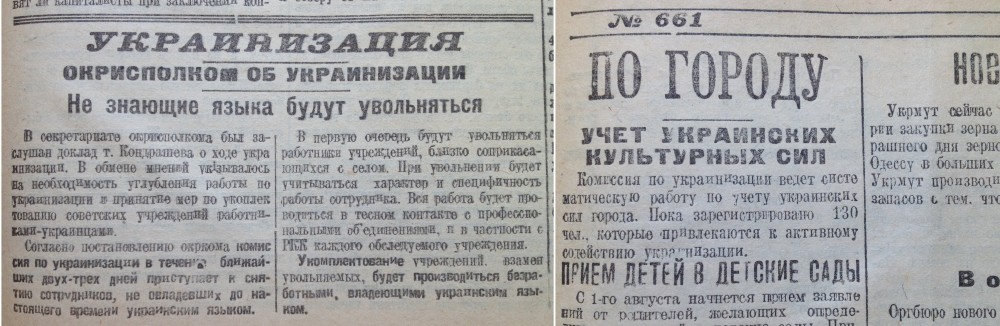 вят ли капиталисты при заключении кон-
УКРАИНИЗАЦИЯ
ОКРИСПОЛКОМ ОБ УКРАИНИЗАЦИИ
Не знающие языка будут увольняться
В секретариате окрисполкома был за-
слушан доклад т. Кондрашева о ходе укра
инизации. В обмене мнений указывалось
на необходимость углубления работы по
украинизации и принятие мер по укоплек
тованию советских учреждений работни-
ками-украинцами.
Согласно постановлению окркома комис
сия по украинизации в течение ближай-
ших двух-трех дней приступает к сня-
тию сотрудников, не овладевших до на-
стоящего времени украинским языком.
В первую очередь будут увольняться
работники учреждений, близко соприкаса-
ющихся с селом. При увольнении будет
учитываться характер и специфичность
работы сотрудника. Вся работа будет про-
водиться в тесном контакте с профессио-
нальными объединениями, и в частности с
РКК каждого обследуемого учреждения.
Укомплектование учреждений, взамен
увольняемых, будет производиться безра-
ботными, владеющими украинским язы-
ком.
№ 661
ПО ГОРОДУ
УЧЕТ УКРАИНСКИХ
КУЛЬТУРНЫХ СИЛ
Комиссия по украинизации ведет систе
матическую работу по учету украинских
сил города. Пока зарегистрировано 130
чел., которые привлекаются к активному
содействию украинизации.
ПРИЕМ ДЕТЕЙ В ДЕТСКИЕ САДЫ
С 1-го августа начнется прием заявле
ний от родителей, желающих опреде-
НОВ
Укрмут сейчас
рии закупки зерна
рашнего дня зерно
Одессу в больших
Укрмут производи
запасов с тем, что
В о
Оргбюро нового